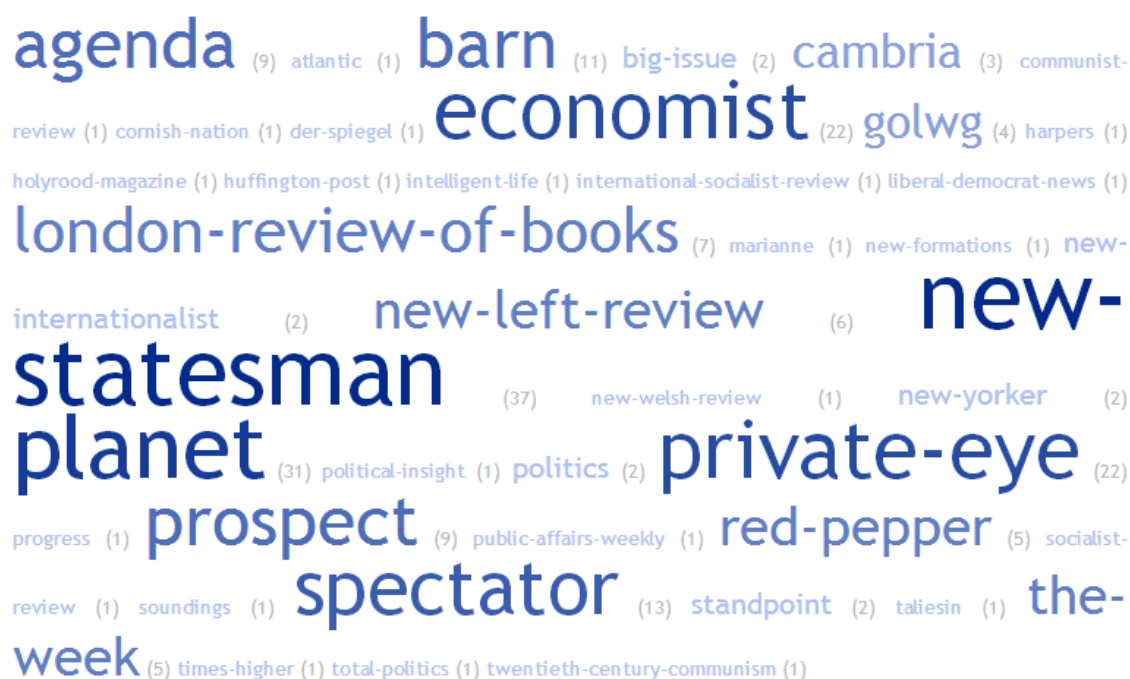 agenda (9) atlantic (1) barn (11) big-issue (2) cambria (3) communist-
review (1) cornish-nation (1) der-spiegel (1) economist (22) golwg (4) harpers (1)
holyrood-magazine (1) huffington-post (1) intelligent-life (1) international-socialist-review (1) liberal-democrat-news (1)
london-review-of-books (7) marianne (1) new-formations (1) new-
internationalist (2) new-left-review (6) new-
statesman (37) new-welsh-review (1) new-yorker (2)
planet (31) political-insight (1) politics (2) private-eye (22)
progress (1) prospect (9) public-affairs-weekly (1) red-pepper (5) socialist-
review (1) soundings (1) spectator (13) standpoint (2) taliesin (1) the-
week (5) times-higher (1) total-politics (1) twentieth-century-communism (1)